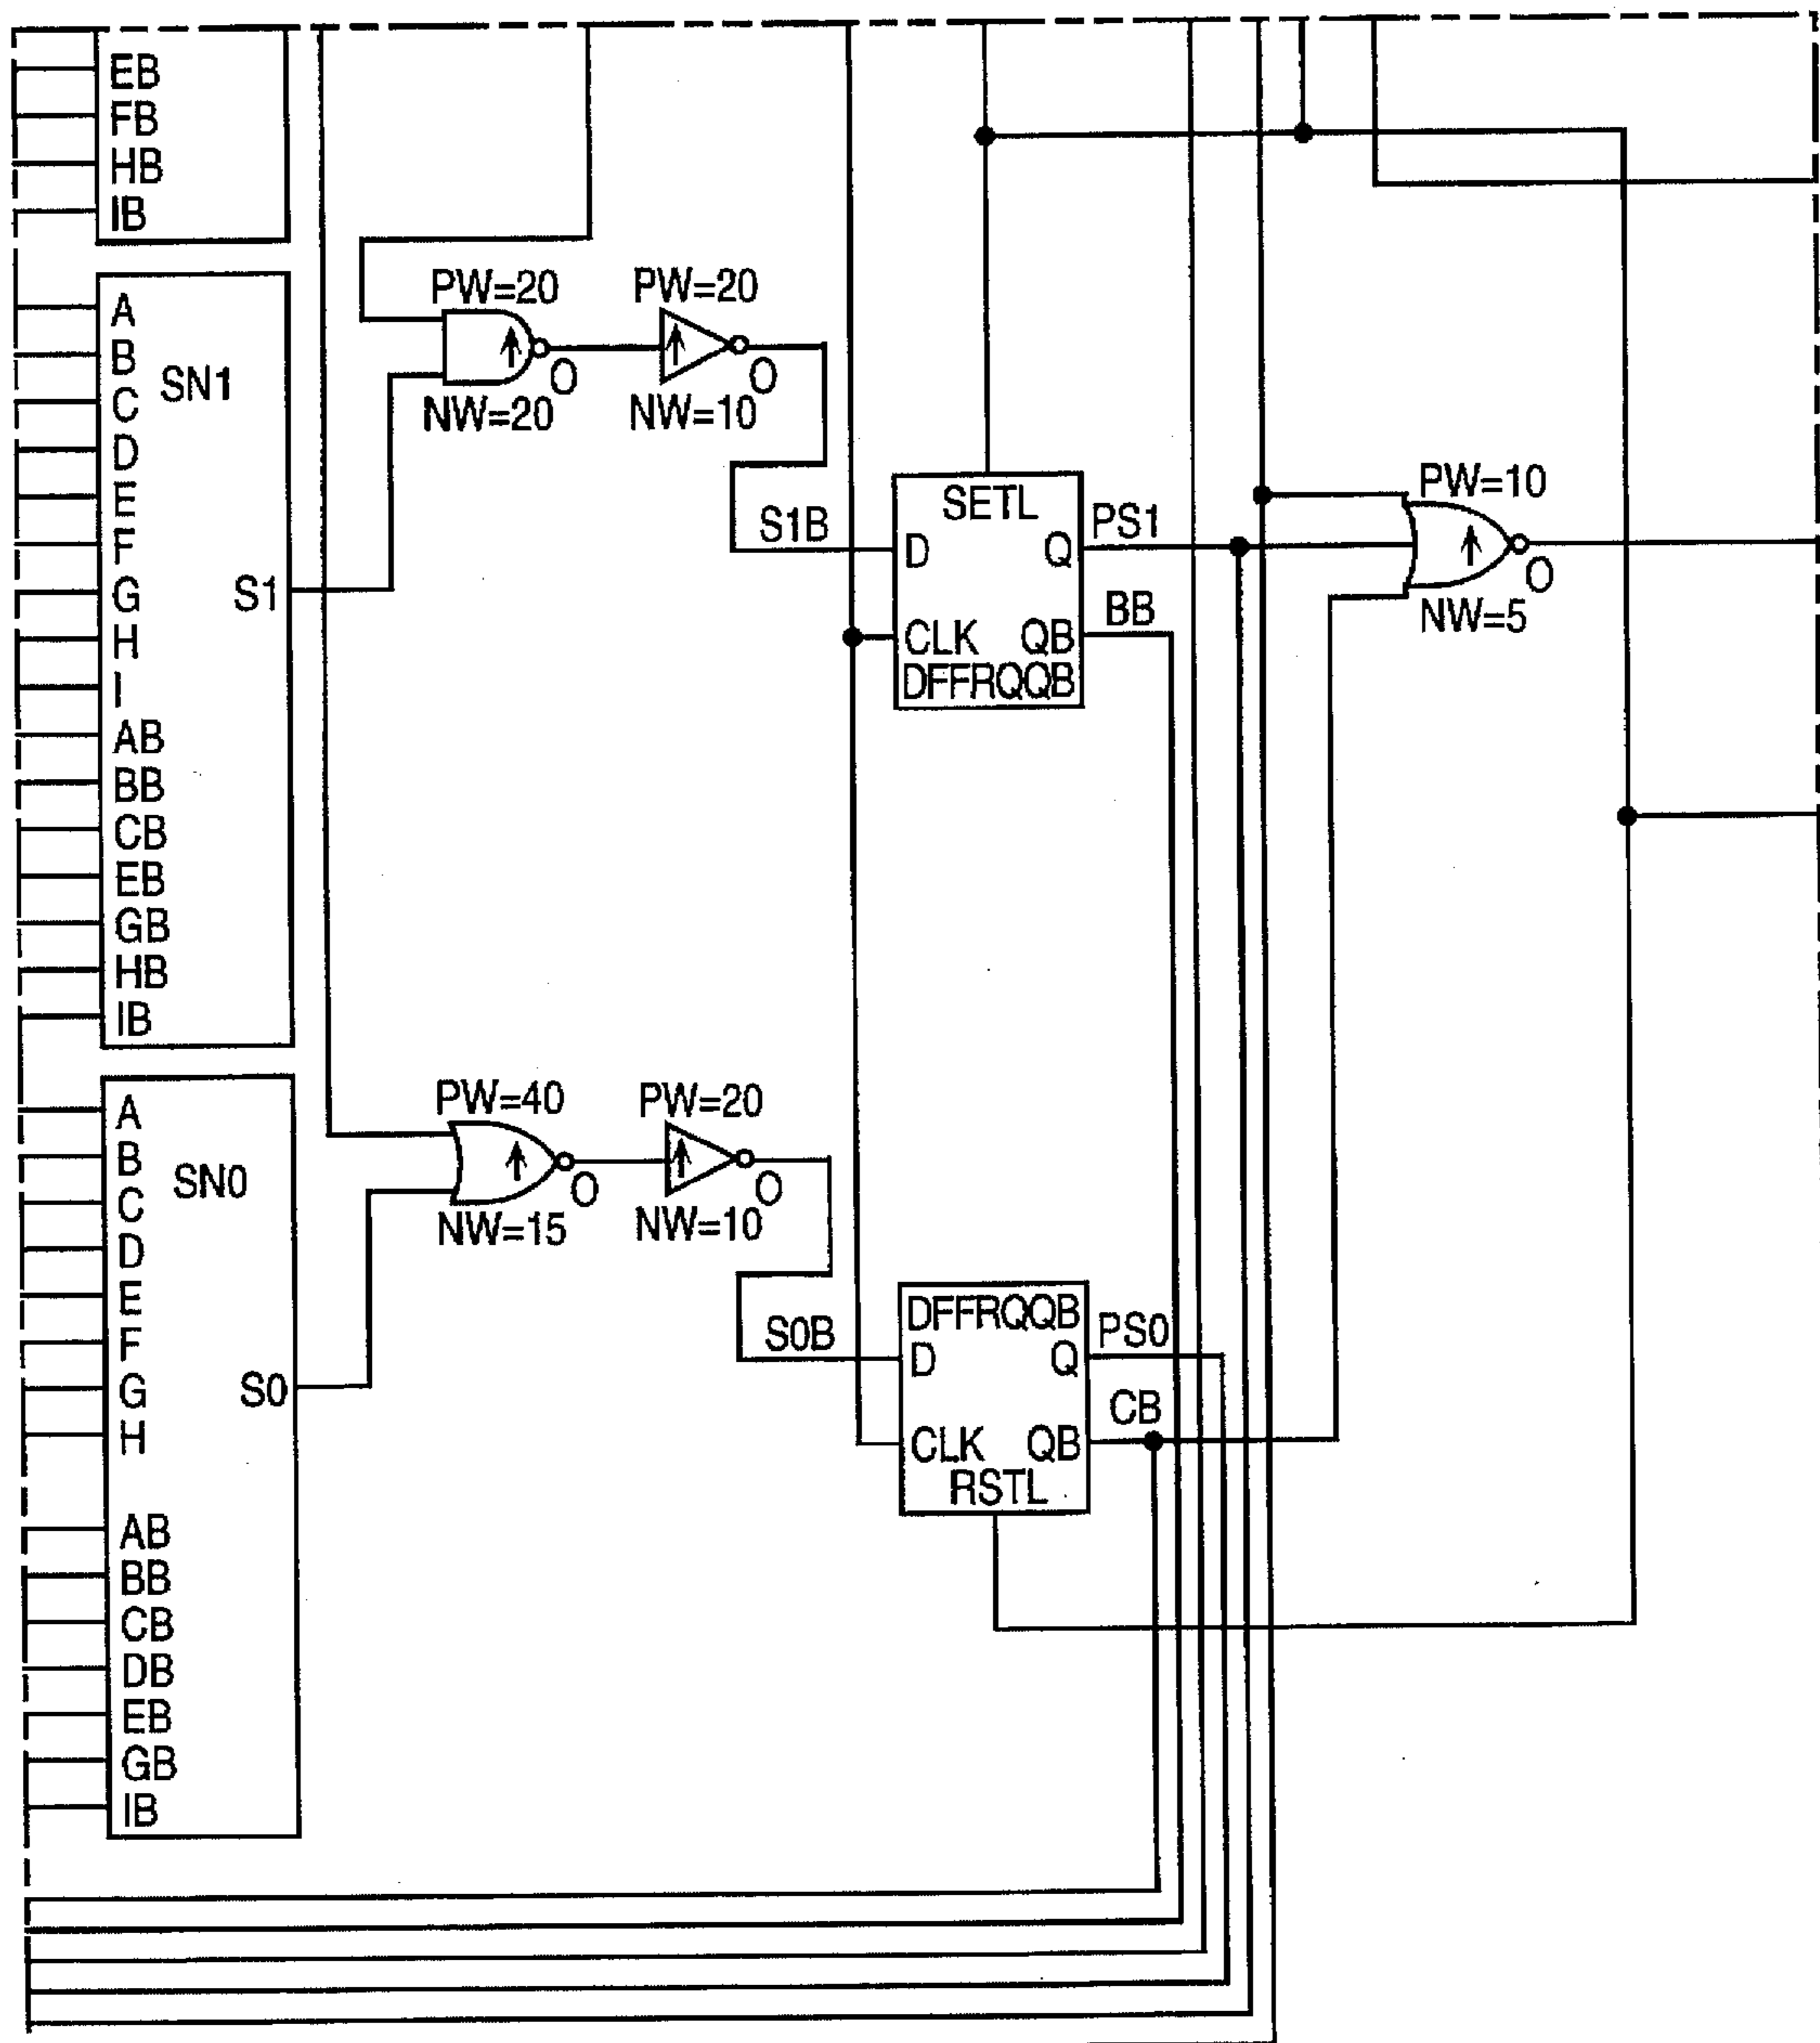 EB
FB
HB
IB
A
B
C
D
E
F
G
H
I
AB
BB
CB
EB
GB
HB
IB
SN1
S1
PW=20
O
NW=20
PW=20
O
NW=10
S1B
SETL
D
Q
CLK
QB
DFFRQQB
PS1
BB
PW=10
O
NW=5
A
B
C
D
E
F
G
H
AB
BB
CB
DB
EB
GB
IB
SN0
S0
PW=40
O
NW=15
PW=20
O
NW=10
S0B
DFFRQQB
D
Q
CLK
QB
RSTL
PS0
CB